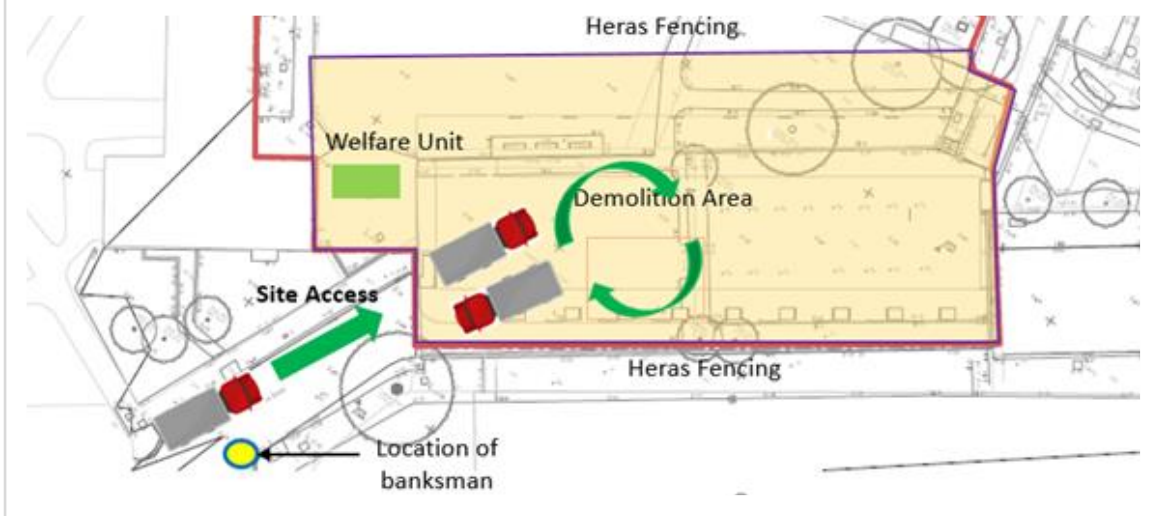 Heras Fencing
Welfare Unit
Demolition Area
Site Access
Heras Fencing
Location of
banksman